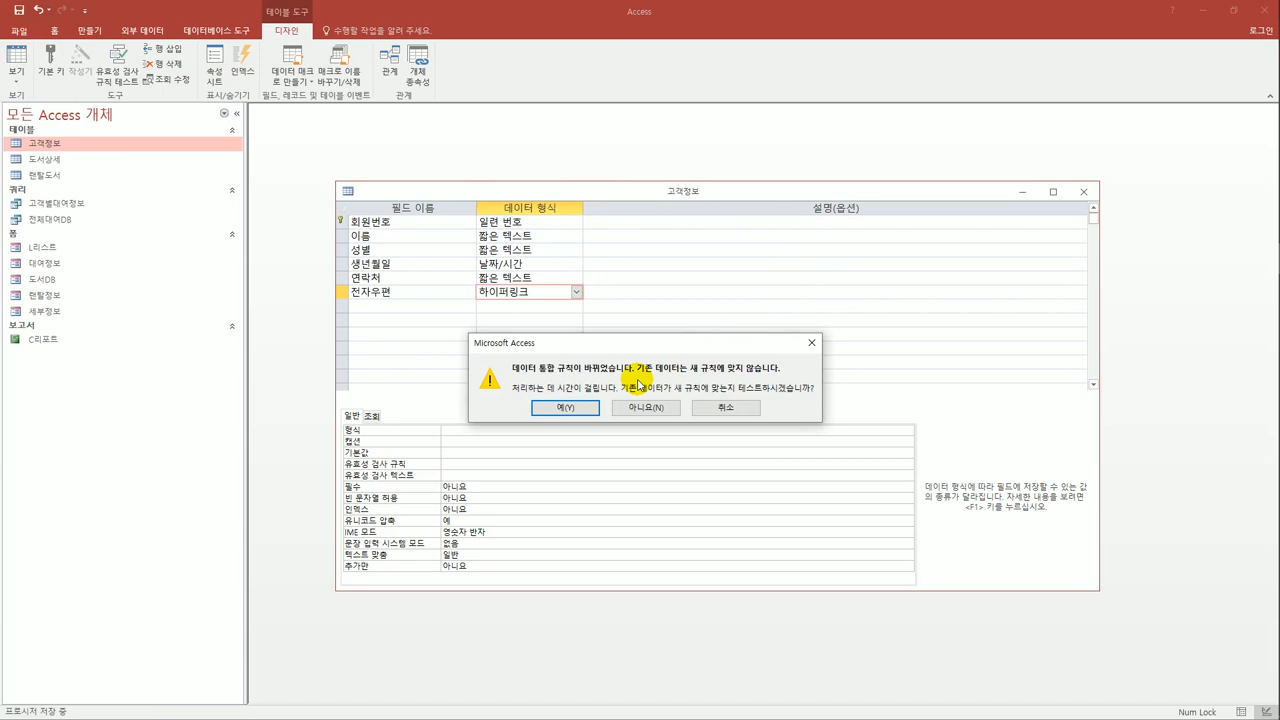 테이블 도구
Access
파일
홈
만들기
외부 데이터
데이터베이스 도구
디자인
수행할 작업을 알려 주세요.
로그인
보기
기본 키
작성기
유효성 검사
규칙 테스트
행 삽입
행 삭제
조회 수정
속성
시트
인덱스
데이터 매크
로 만들기
매크로 이름
바꾸기/삭제
관계
개체
종속성
보기
도구
표시/숨기기
필드, 레코드 및 테이블 이벤트
관계
모든 Access 개체
테이블
고객정보
도서상세
랜탈도서
쿼리
고객별대여정보
전체대여DB
폼
L리스트
대여정보
도서DB
랜탈정보
세부정보
보고서
C리포트
고객정보
필드 이름 데이터 형식 설명(옵션)
회원번호 일련 번호
이름 짧은 텍스트
성별 짧은 텍스트
생년월일 날짜/시간
연락처 짧은 텍스트
전자우편 하이퍼링크
Microsoft Access
데이터 통합 규칙이 바뀌었습니다. 기존 데이터는 새 규칙에 맞지 않습니다.
처리하는 데 시간이 걸립니다. 기존 데이터가 새 규칙에 맞는지 테스트하시겠습니까?
예(Y) 아니요(N) 취소
일반 조회
형식
캡션
기본값
유효성 검사 규칙
유효성 검사 텍스트
필수 아니요
빈 문자열 허용 아니요
인덱스 아니요
유니코드 압축 예
IME 모드 영숫자 반자
문장 입력 시스템 모드 없음
텍스트 맞춤 일반
추가만 아니요
데이터 형식에 따라 필드에 저장할 수 있는 값
의 종류가 달라집니다. 자세한 내용을 보려면
<F1> 키를 누르십시오.
프로시저 저장 중
Num Lock